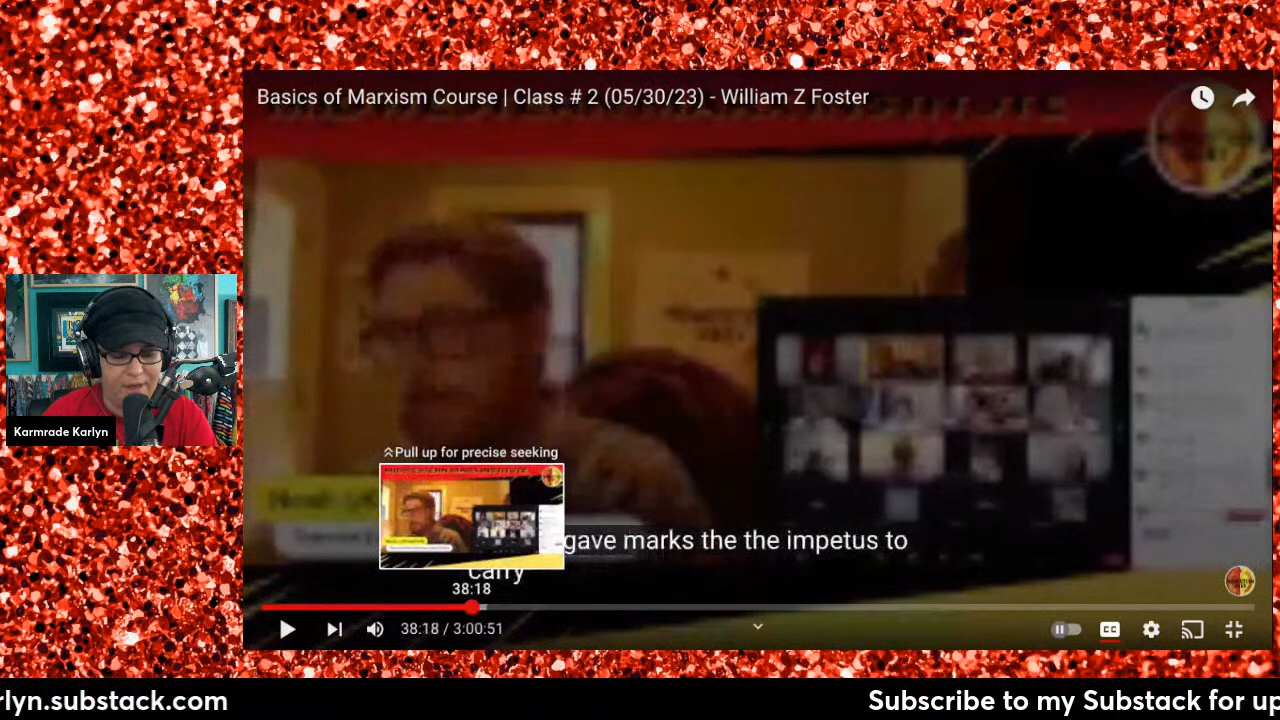 Basics of Marxism Course | Class # 2 (05/30/23) - William Z Foster
Karmrade Karlyn
Pull up for precise seeking
gave marks the the impetus to
carry
38:18
38:18 / 3:00:51
CC
rlyn.substack.com
Subscribe to my Substack for up